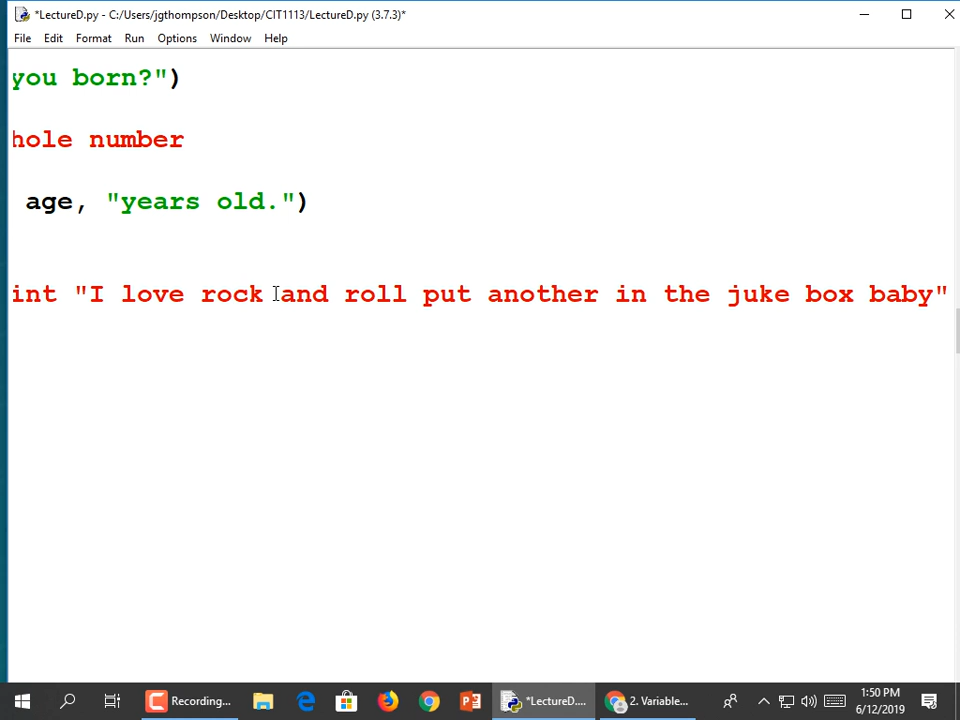 *LectureD.py - C:/Users/jgthompson/Desktop/CIT1113/LectureD.py (3.7.3)*
File Edit Format Run Options Window Help
you born?")
hole number
age, "years old.")
int "I love rock and roll put another in the juke box baby"
Recording... *LectureD.... 2. Variable... 1:50 PM
6/12/2019